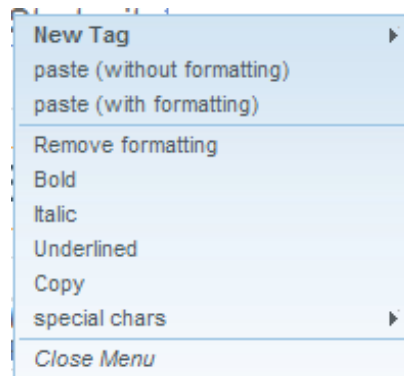 New Tag
paste (without formatting)
paste (with formatting)
Remove formatting
Bold
Italic
Underlined
Copy
special chars
Close Menu